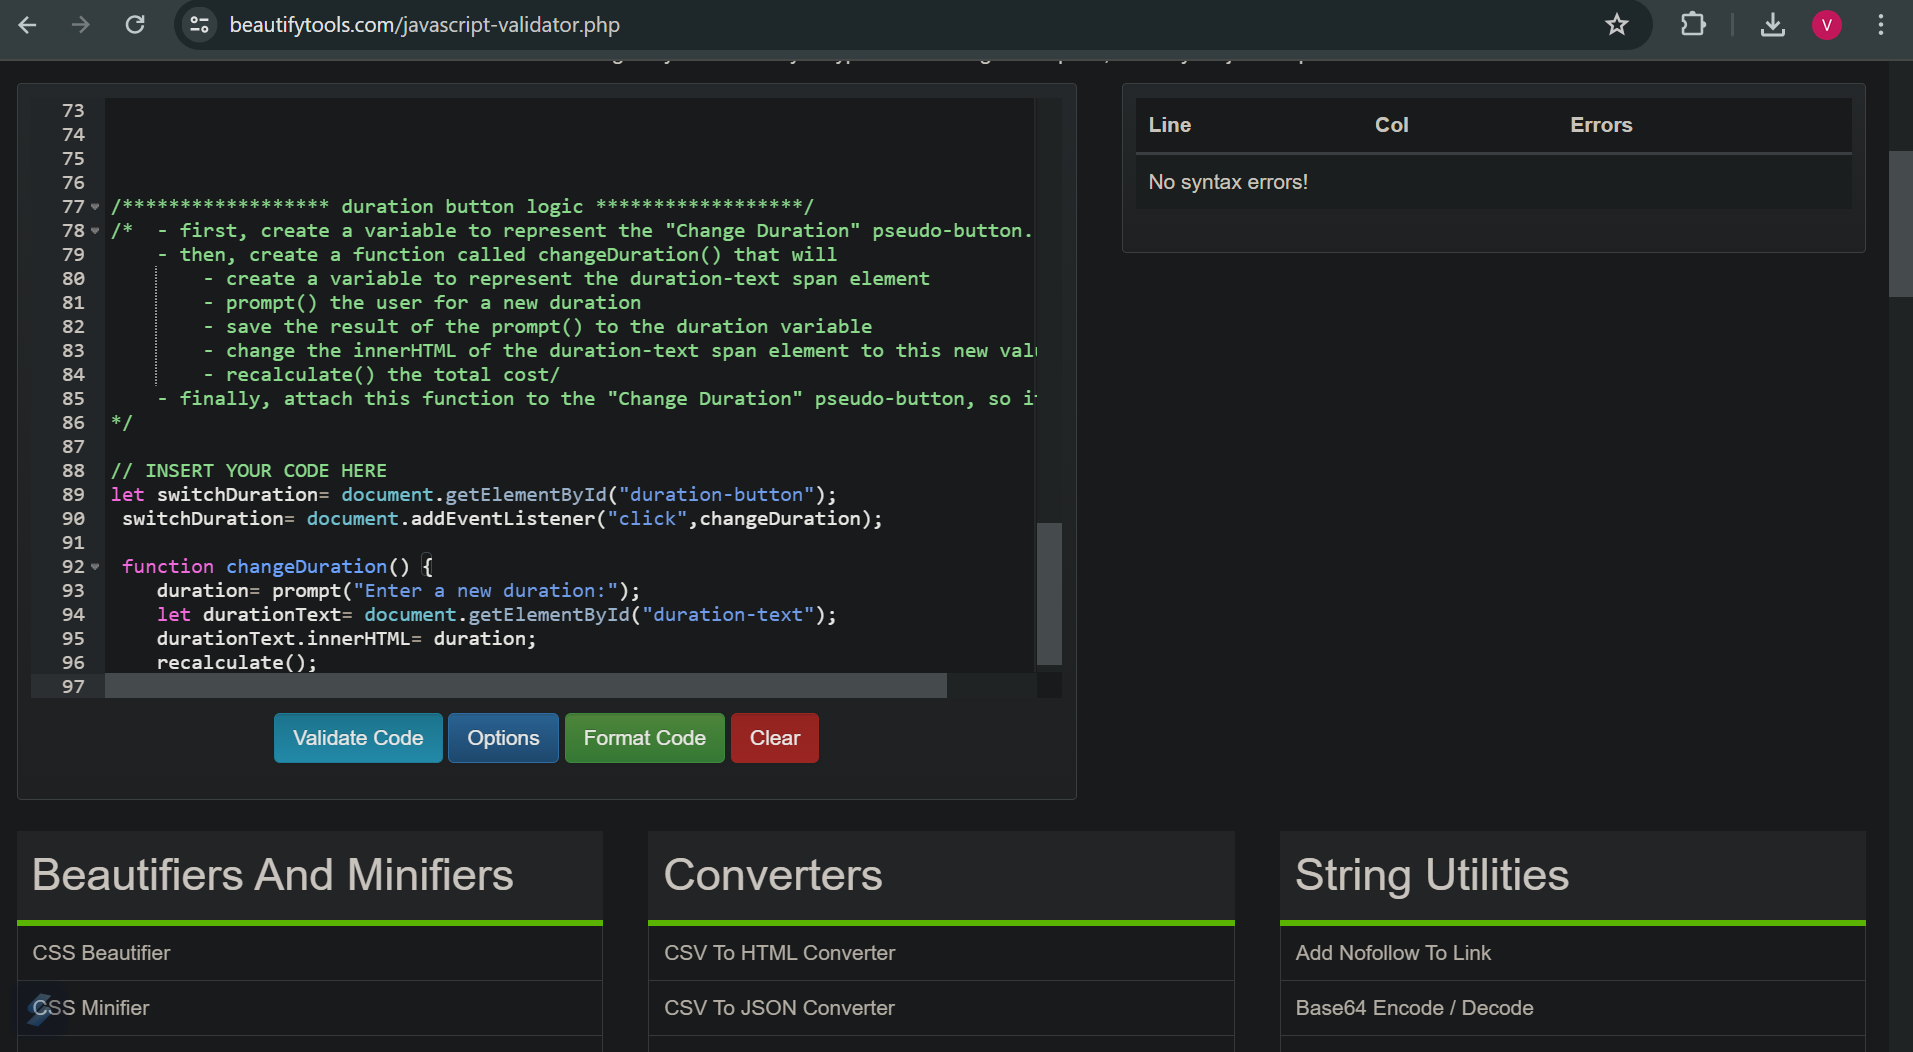 beautifytools.com/javascript-validator.php
V
73
74
75
76
77 /****************** duration button logic ******************/
78 /*  - first, create a variable to represent the "Change Duration" pseudo-button.
79     - then, create a function called changeDuration() that will
80         - create a variable to represent the duration-text span element
81         - prompt() the user for a new duration
82         - save the result of the prompt() to the duration variable
83         - change the innerHTML of the duration-text span element to this new
84         - recalculate() the total cost/
85     - finally, attach this function to the "Change Duration" pseudo-button, so
86 */
87
88 // INSERT YOUR CODE HERE
89 let switchDuration= document.getElementById("duration-button");
90  switchDuration= document.addEventListener("click",changeDuration);
91
92  function changeDuration() {
93     duration= prompt("Enter a new duration:");
94     let durationText= document.getElementById("duration-text");
95     durationText.innerHTML= duration;
96     recalculate();
97
Line Col Errors
No syntax errors!
Validate Code Options Format Code Clear
Beautifiers And Minifiers
CSS Beautifier
CSS Minifier
Converters
CSV To HTML Converter
CSV To JSON Converter
String Utilities
Add Nofollow To Link
Base64 Encode / Decode